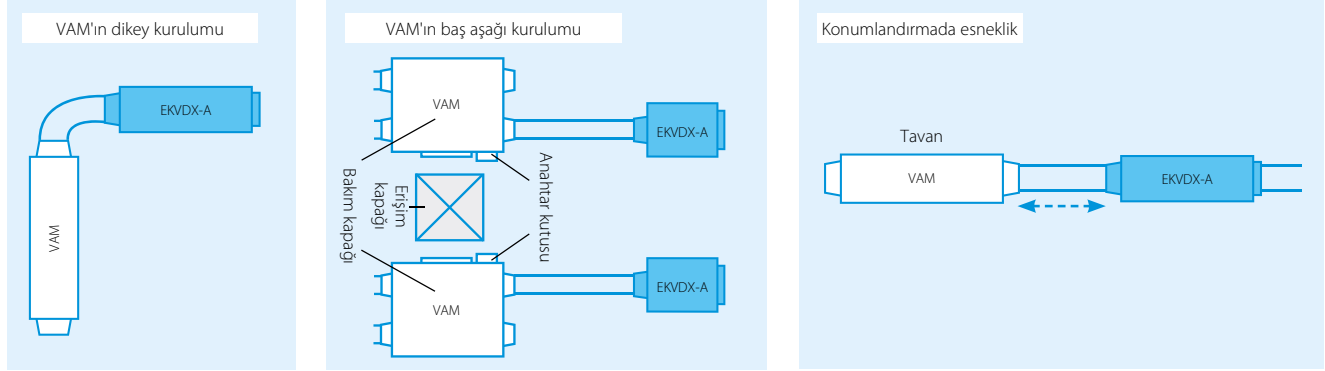 VAM'ın dikey kurulumu
EKVDX-A
VAM
VAM'ın baş aşağı kurulumu
VAM
EKVDX-A
Anahtar kutusu
Erişim
kapağı
Bakım kapağı
VAM
EKVDX-A
Konumlandırmada esneklik
Tavan
VAM
EKVDX-A